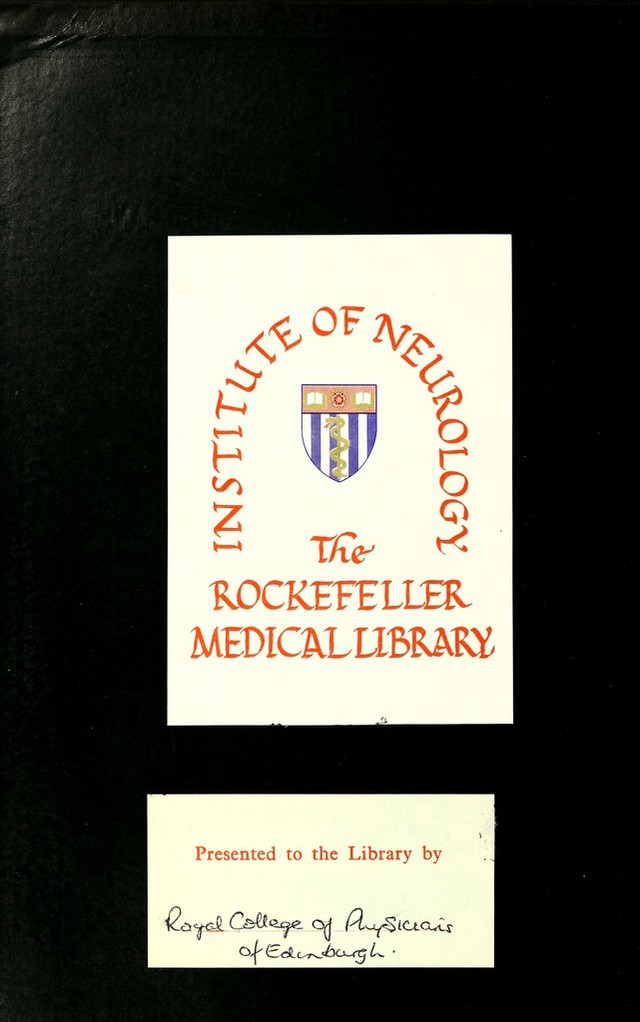 INSTITUTE OF NEUROLOGY
The
ROCKEFELLER
MEDICAL LIBRARY
Presented to the Library by
Royal College of Physicians
of Edinburgh.